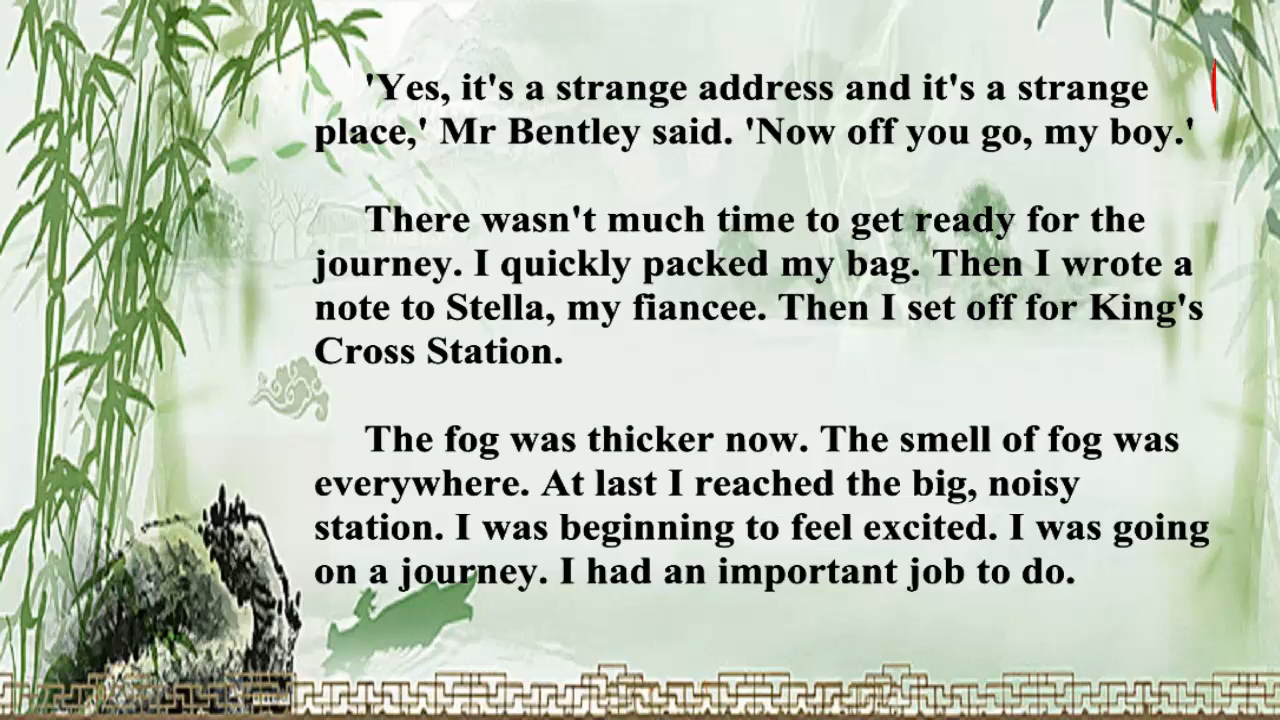 'Yes, it's a strange address and it's a strange
place,' Mr Bentley said. 'Now off you go, my boy.'
There wasn't much time to get ready for the
journey. I quickly packed my bag. Then I wrote a
note to Stella, my fiancee. Then I set off for King's
Cross Station.
The fog was thicker now. The smell of fog was
everywhere. At last I reached the big, noisy
station. I was beginning to feel excited. I was going
on a journey. I had an important job to do.